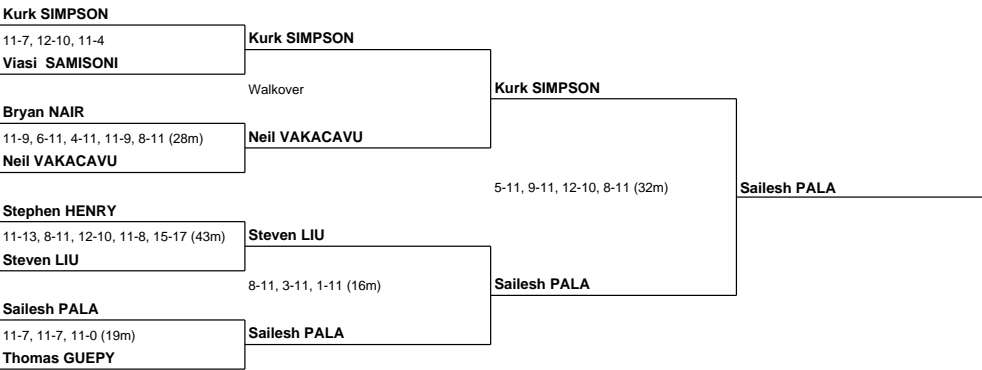 Kurk SIMPSON
11-7, 12-10, 11-4
Viasi  SAMISONI
Bryan NAIR
11-9, 6-11, 4-11, 11-9, 8-11 (28m)
Neil VAKACAVU
Stephen HENRY
11-13, 8-11, 12-10, 11-8, 15-17 (43m)
Steven LIU
Sailesh PALA
11-7, 11-7, 11-0 (19m)
Thomas GUEPY
Kurk SIMPSON
Walkover
Neil VAKACAVU
Steven LIU
8-11, 3-11, 1-11 (16m)
Sailesh PALA
Kurk SIMPSON
5-11, 9-11, 12-10, 8-11 (32m)
Sailesh PALA
Sailesh PALA